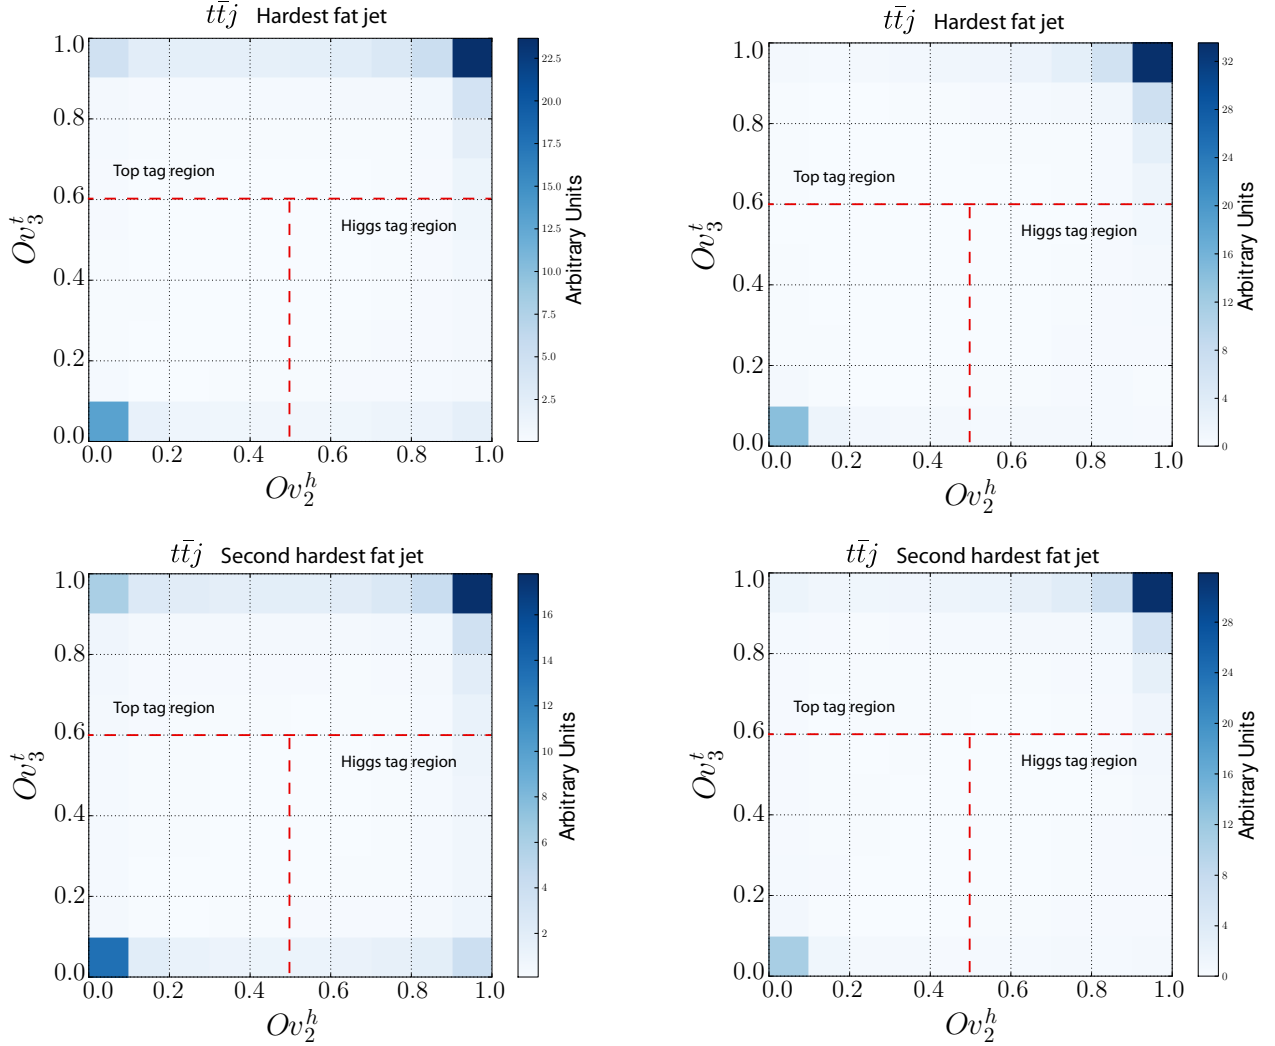 tt̄j Hardest fat jet
1.0
0.8
0.6
0.4
0.2
0.0
Ov₃ᵗ
Top tag region
Higgs tag region
0.0 0.2 0.4 0.6 0.8 1.0
Ov₂ʰ
22.5
20.0
17.5
15.0
12.5
10.0
7.5
5.0
2.5
Arbitrary Units
tt̄j Hardest fat jet
1.0
0.8
0.6
0.4
0.2
0.0
Ov₃ᵗ
Top tag region
Higgs tag region
0.0 0.2 0.4 0.6 0.8 1.0
Ov₂ʰ
32
28
24
20
16
12
8
4
0
Arbitrary Units
tt̄j Second hardest fat jet
1.0
0.8
0.6
0.4
0.2
0.0
Ov₃ᵗ
Top tag region
Higgs tag region
0.0 0.2 0.4 0.6 0.8 1.0
Ov₂ʰ
16
14
12
10
8
6
4
2
Arbitrary Units
tt̄j Second hardest fat jet
1.0
0.8
0.6
0.4
0.2
0.0
Ov₃ᵗ
Top tag region
Higgs tag region
0.0 0.2 0.4 0.6 0.8 1.0
Ov₂ʰ
28
24
20
16
12
8
4
0
Arbitrary Units